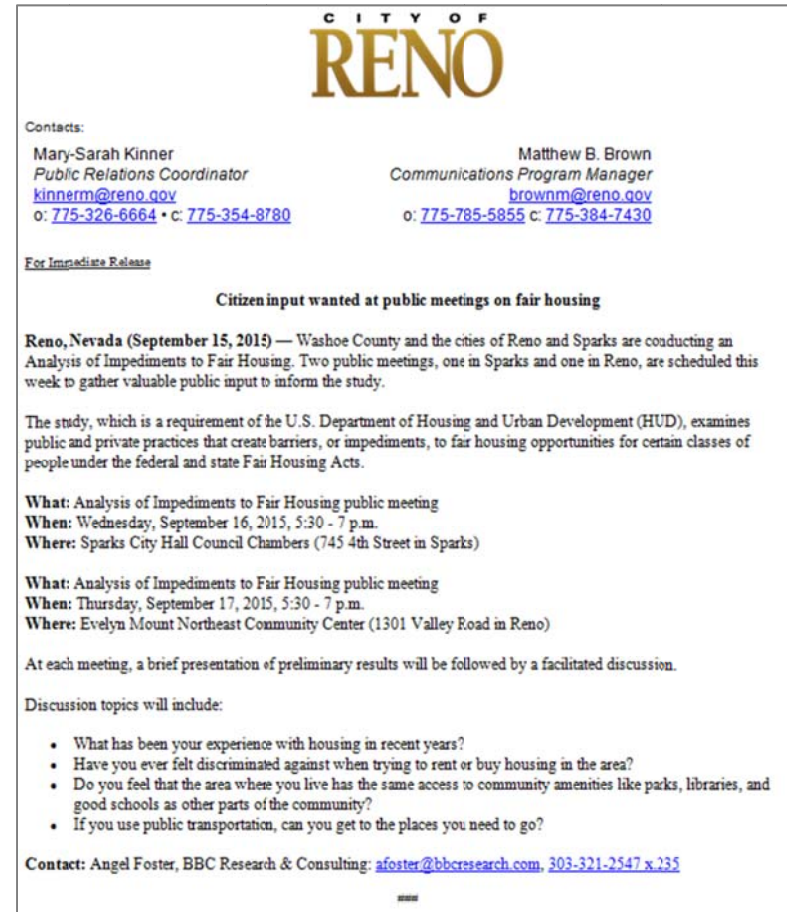 CITY OF
RENO
Contacts:
Mary-Sarah Kinner
Public Relations Coordinator
kinnerm@reno.gov
o: 775-326-6664 • c: 775-354-8780
Matthew B. Brown
Communications Program Manager
brownm@reno.gov
o: 775-785-5855 c: 775-384-7430
For Immediate Release
Citizen input wanted at public meetings on fair housing
Reno, Nevada (September 15, 2015) — Washoe County and the cities of Reno and Sparks are conducting an
Analysis of Impediments to Fair Housing. Two public meetings, one in Sparks and one in Reno, are scheduled this
week to gather valuable public input to inform the study.
The study, which is a requirement of the U.S. Department of Housing and Urban Development (HUD), examines
public and private practices that create barriers, or impediments, to fair housing opportunities for certain classes of
people under the federal and state Fair Housing Acts.
What: Analysis of Impediments to Fair Housing public meeting
When: Wednesday, September 16, 2015, 5:30 - 7 p.m.
Where: Sparks City Hall Council Chambers (745 4th Street in Sparks)
What: Analysis of Impediments to Fair Housing public meeting
When: Thursday, September 17, 2015, 5:30 - 7 p.m.
Where: Evelyn Mount Northeast Community Center (1301 Valley Road in Reno)
At each meeting, a brief presentation of preliminary results will be followed by a facilitated discussion.
Discussion topics will include:
• What has been your experience with housing in recent years?
• Have you ever felt discriminated against when trying to rent or buy housing in the area?
• Do you feel that the area where you live has the same access to community amenities like parks, libraries, and
good schools as other parts of the community?
• If you use public transportation, can you get to the places you need to go?
Contact: Angel Foster, BBC Research & Consulting: afoster@bbcresearch.com, 303-321-2547 x.235
###